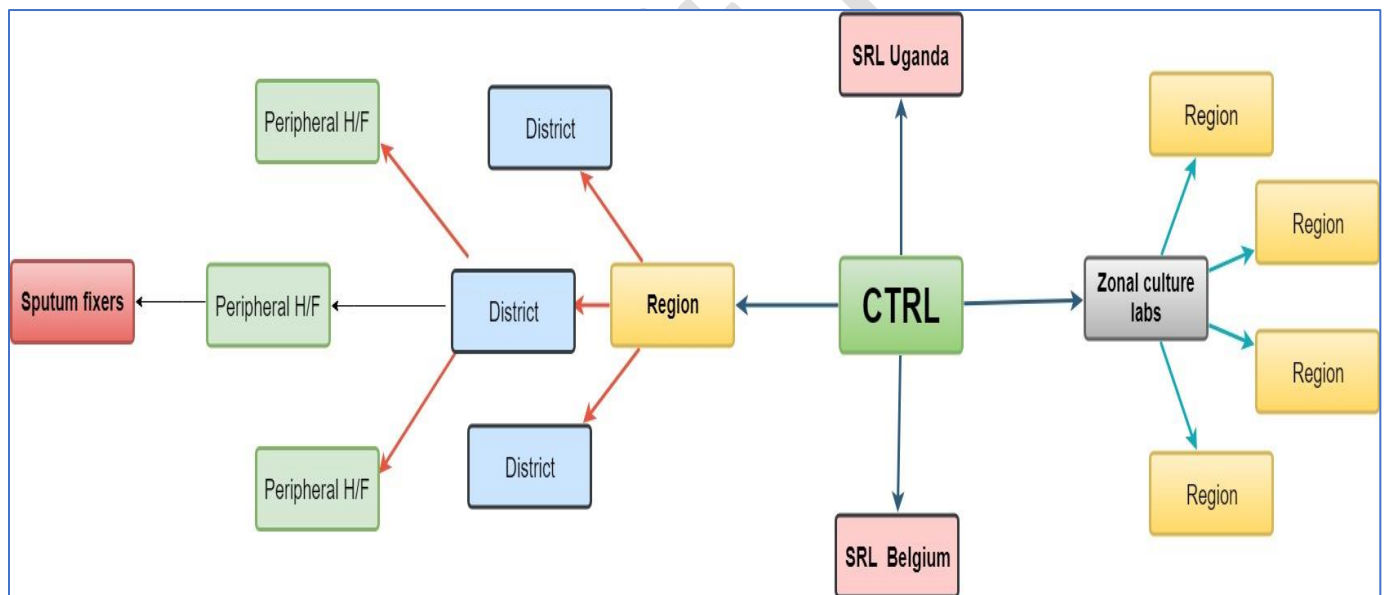 SRL Uganda
Region
Peripheral H/F
District
Region
Sputum fixers
Peripheral H/F
District
Region
CTRL
Zonal culture
labs
Region
Peripheral H/F
District
Region
SRL Belgium